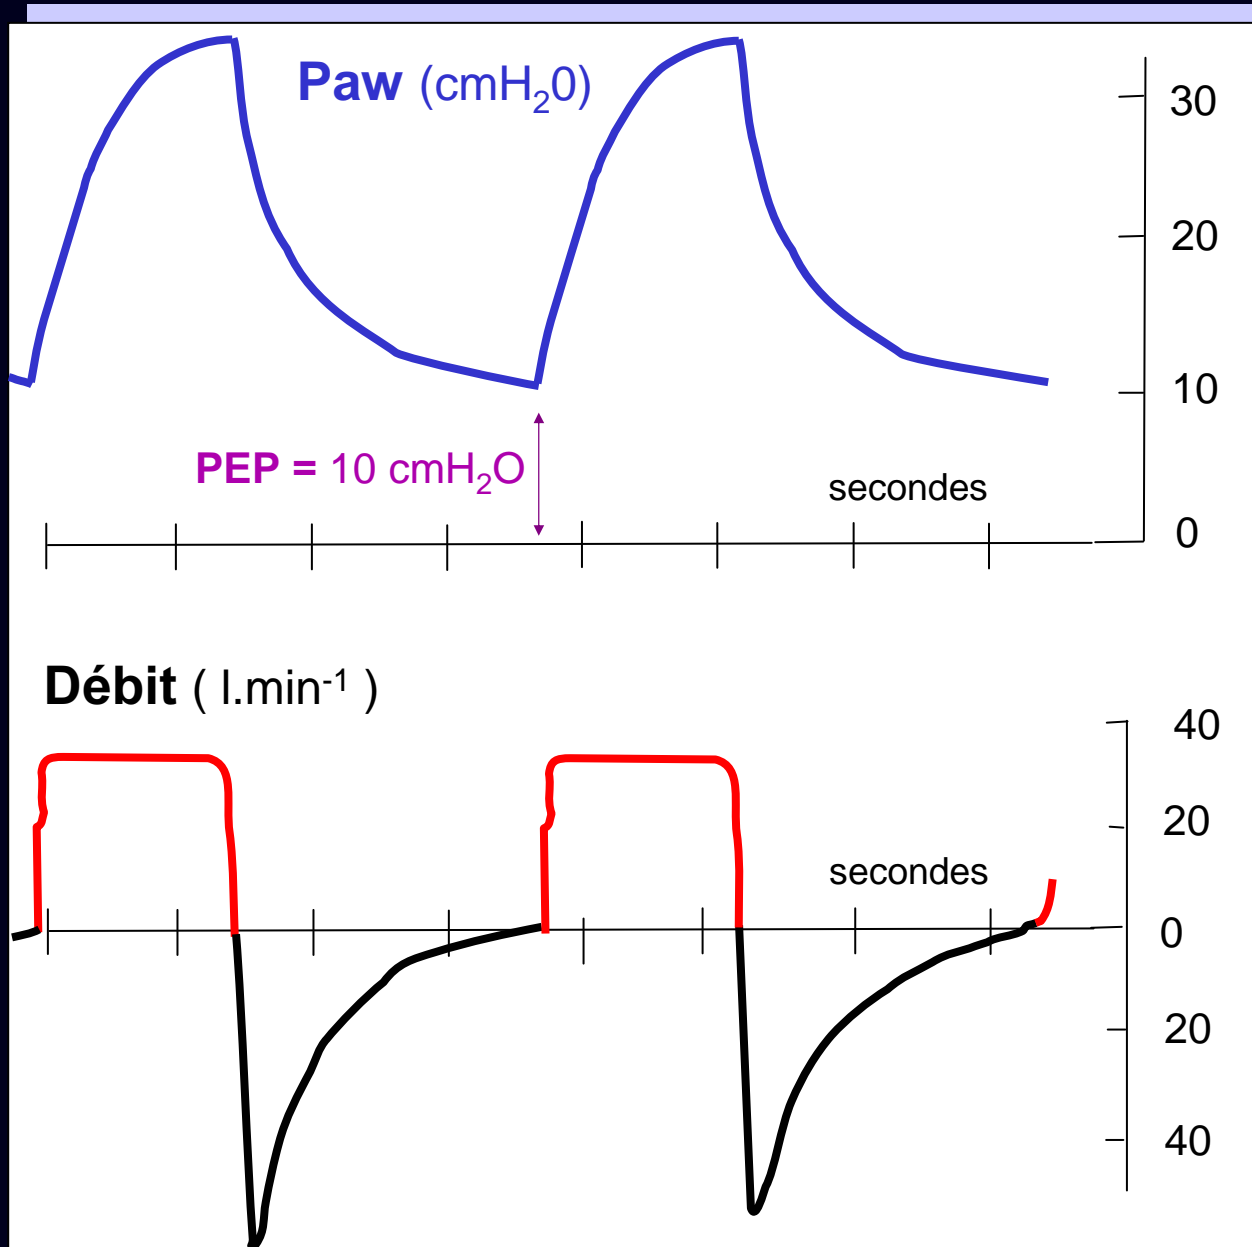 Paw (cmH₂0)
30
20
10
PEP = 10 cmH₂O
secondes
0
Débit ( l.min⁻¹ )
40
20
secondes
0
20
40